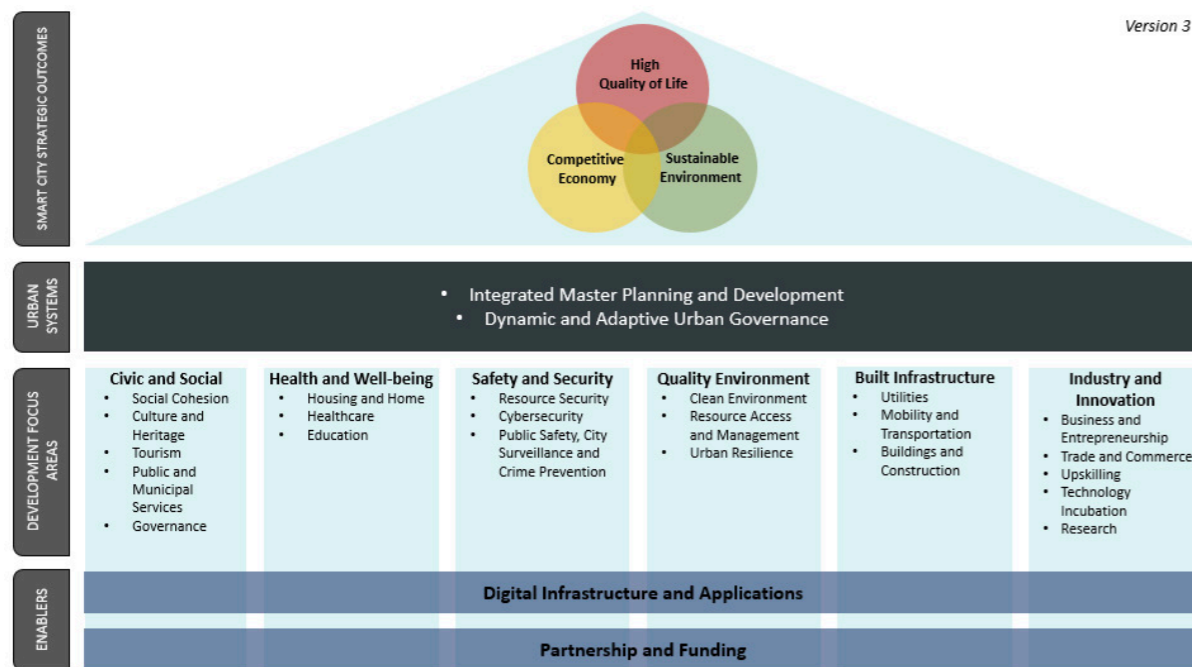 Version 3
SMART CITY STRATEGIC OUTCOMES
High
Quality of Life
Competitive
Economy
Sustainable
Environment
URBAN
SYSTEMS
• Integrated Master Planning and Development
• Dynamic and Adaptive Urban Governance
DEVELOPMENT FOCUS
AREAS
Civic and Social
• Social Cohesion
• Culture and
Heritage
• Tourism
• Public and
Municipal
Services
• Governance
Health and Well-being
• Housing and Home
• Healthcare
• Education
Safety and Security
• Resource Security
• Cybersecurity
• Public Safety, City
Surveillance and
Crime Prevention
Quality Environment
• Clean Environment
• Resource Access
and Management
• Urban Resilience
Built Infrastructure
• Utilities
• Mobility and
Transportation
• Buildings and
Construction
Industry and
Innovation
• Business and
Entrepreneurship
• Trade and Commerce
• Upskilling
• Technology
Incubation
• Research
ENABLERS
Digital Infrastructure and Applications
Partnership and Funding